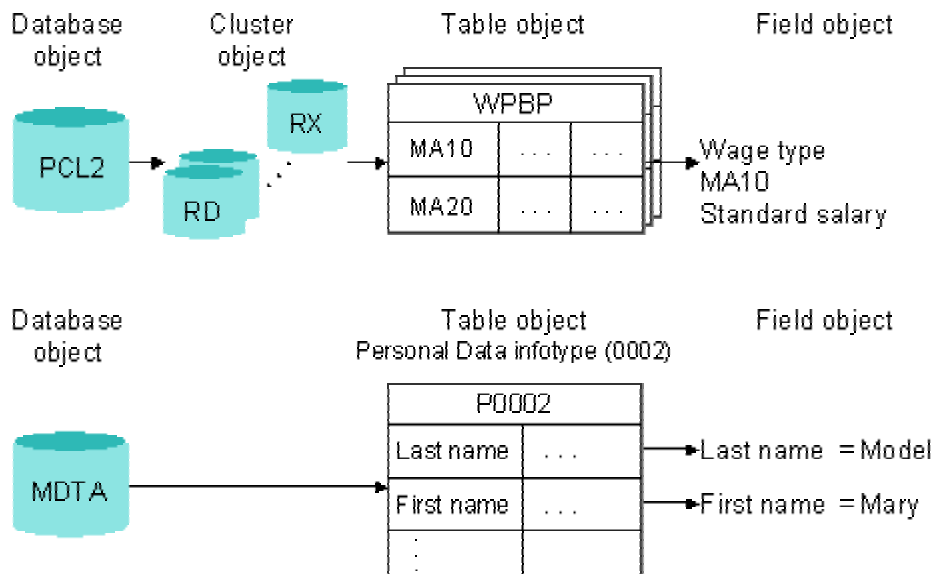 Database object
Cluster object
Table object
Field object
PCL2
RD
RX
WPBP
MA10 ... ...
MA20 ... ...
Wage type
MA10
Standard salary
Database object
Table object
Personal Data infotype (0002)
Field object
MDTA
P0002
Last name ...
First name ...
Last name = Model
First name = Mary